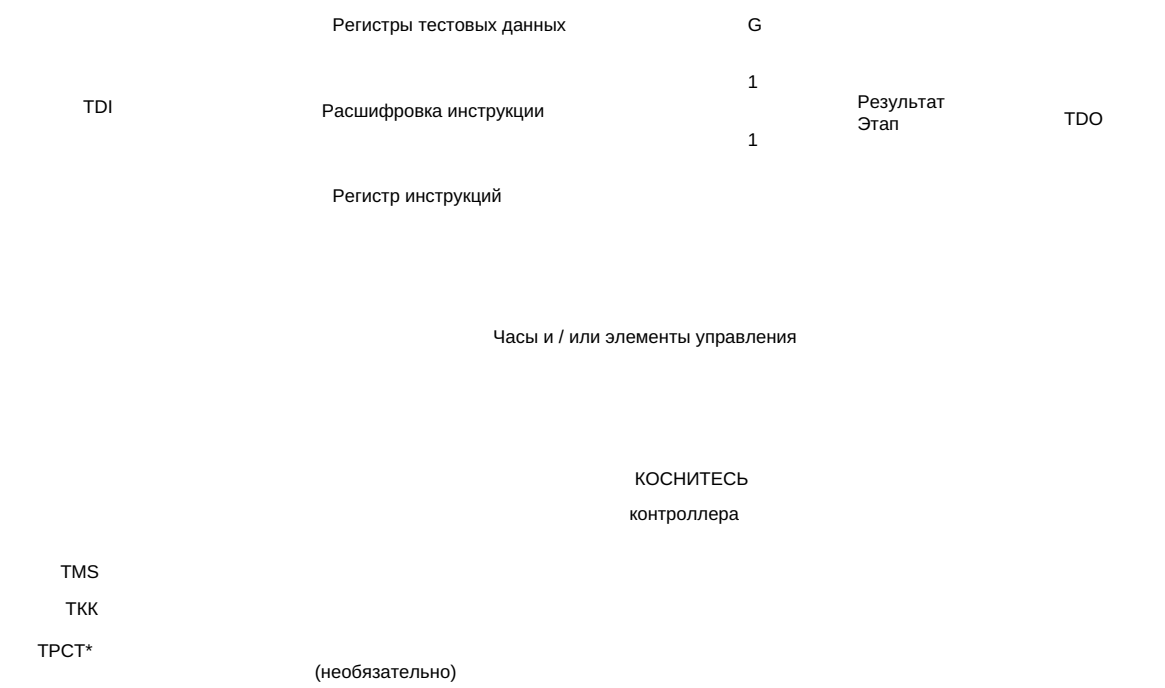 Регистры тестовых данных
G
1
TDI
Расшифровка инструкции
Результат
Этап
TDO
1
Регистр инструкций
Часы и / или элементы управления
КОСНИТЕСЬ
контроллера
TMS
ТКК
ТРСТ*
(необязательно)